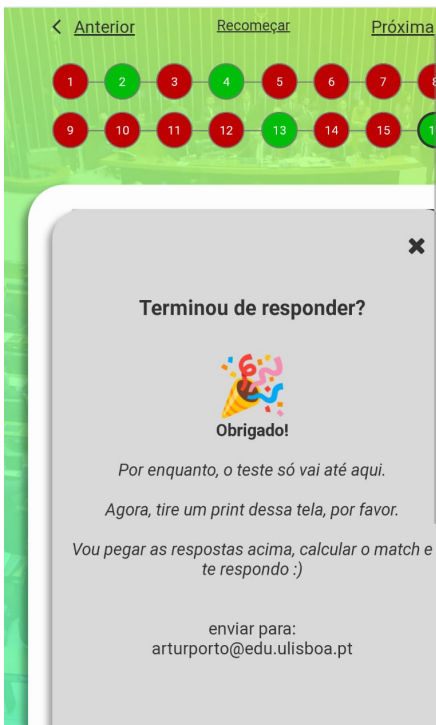 Anterior Recomeçar Próxima
1 2 3 4 5 6 7 8
9 10 11 12 13 14 15
Terminou de responder?
Obrigado!
Por enquanto, o teste só vai até aqui.
Agora, tire um print dessa tela, por favor.
Vou pegar as respostas acima, calcular o match e
te respondo :)
enviar para:
arturporto@edu.ulisboa.pt